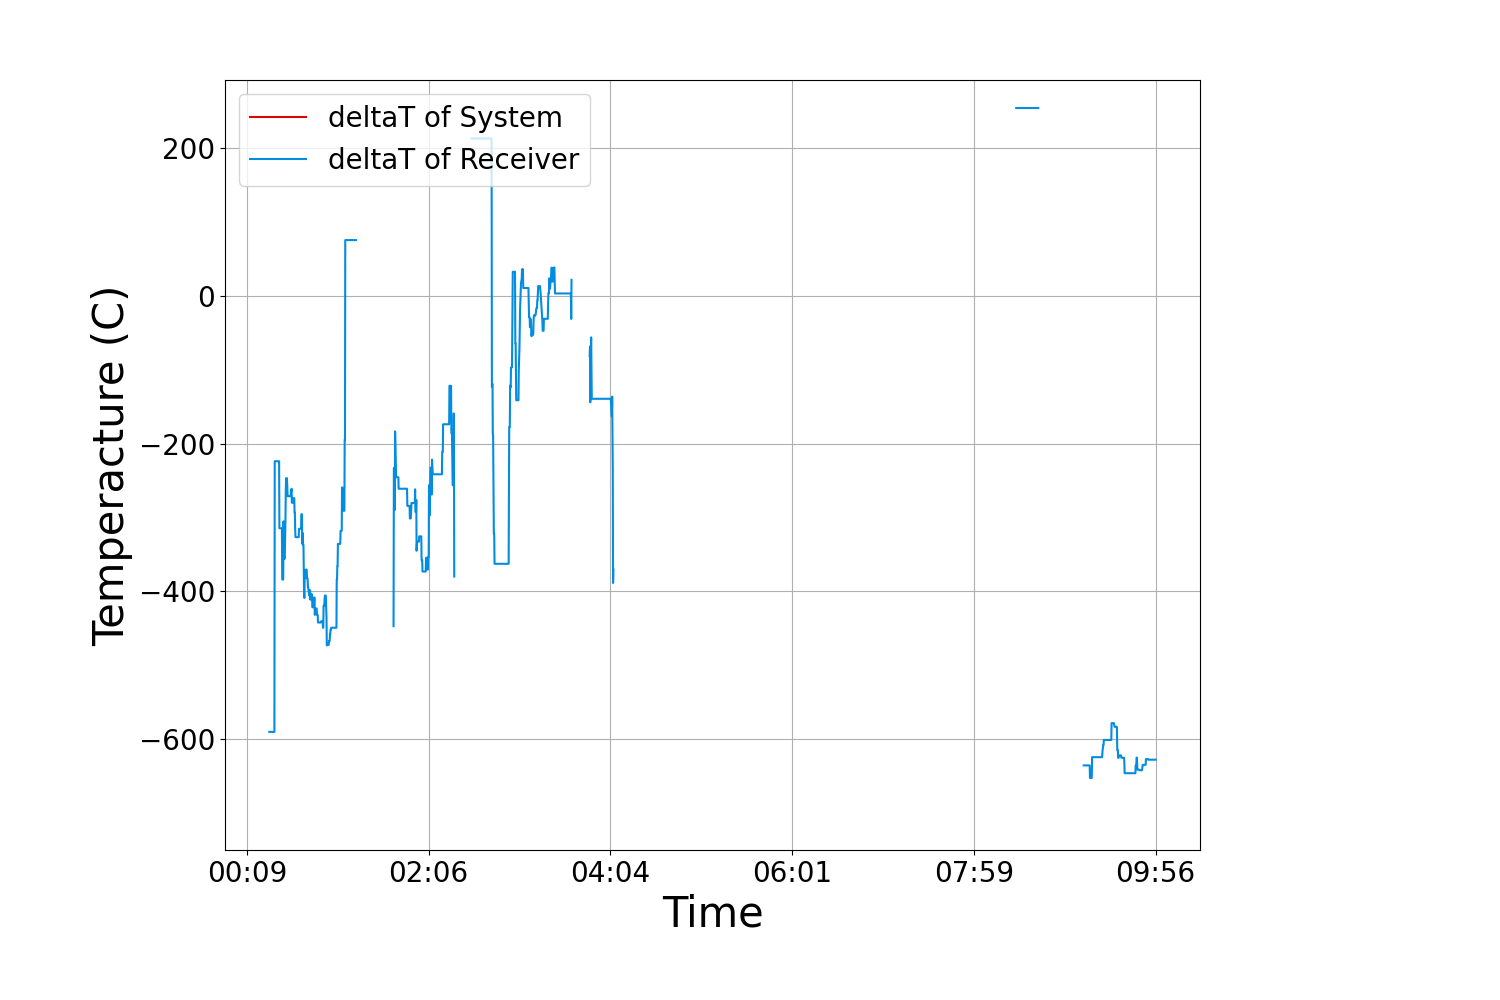 deltaT of System
deltaT of Receiver
200
0
−200
−400
−600
Temperacture (C)
00:09 02:06 04:04 06:01 07:59 09:56
Time